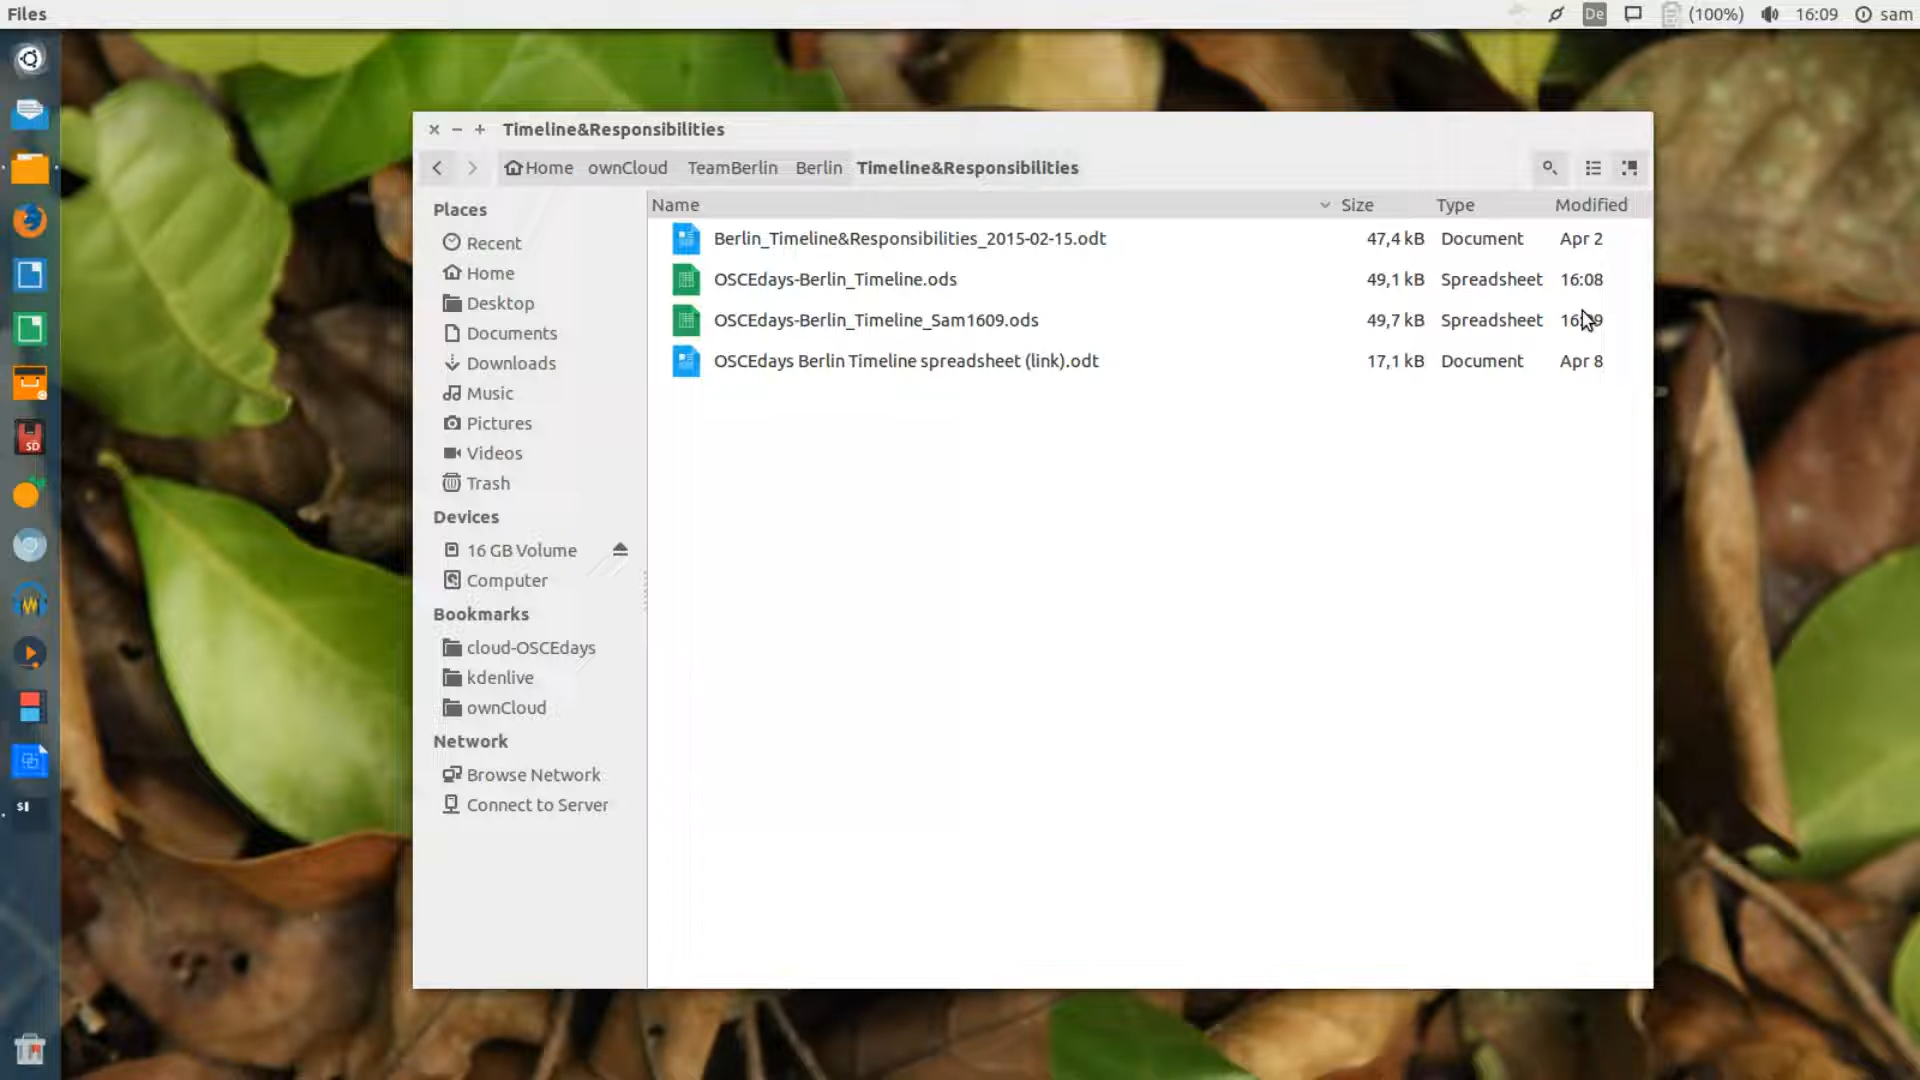 Files
De
(100%)
16:09
sam
Timeline&Responsibilities
Home ownCloud TeamBerlin Berlin Timeline&Responsibilities
Places
Recent
Home
Desktop
Documents
Downloads
Music
Pictures
Videos
Trash
Devices
16 GB Volume
Computer
Bookmarks
cloud-OSCEdays
kdenlive
ownCloud
Network
Browse Network
Connect to Server
Name Size Type Modified
Berlin_Timeline&Responsibilities_2015-02-15.odt 47,4 kB Document Apr 2
OSCEdays-Berlin_Timeline.ods 49,1 kB Spreadsheet 16:08
OSCEdays-Berlin_Timeline_Sam1609.ods 49,7 kB Spreadsheet
OSCEdays Berlin Timeline spreadsheet (link).odt 17,1 kB Document Apr 8
SD
SI